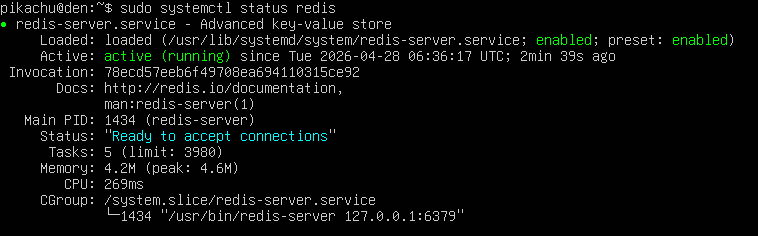 pikachu@den:~$ sudo systemctl status redis
● redis-server.service - Advanced key-value store
Loaded: loaded (/usr/lib/systemd/system/redis-server.service; enabled; preset: enabled)
Active: active (running) since Tue 2026-04-28 06:36:17 UTC; 2min 39s ago
Invocation: 78ecd57eeb6f49708ea694110315ce92
Docs: http://redis.io/documentation,
man:redis-server(1)
Main PID: 1434 (redis-server)
Status: "Ready to accept connections"
Tasks: 5 (limit: 3980)
Memory: 4.2M (peak: 4.6M)
CPU: 269ms
CGroup: /system.slice/redis-server.service
└─1434 "/usr/bin/redis-server 127.0.0.1:6379"